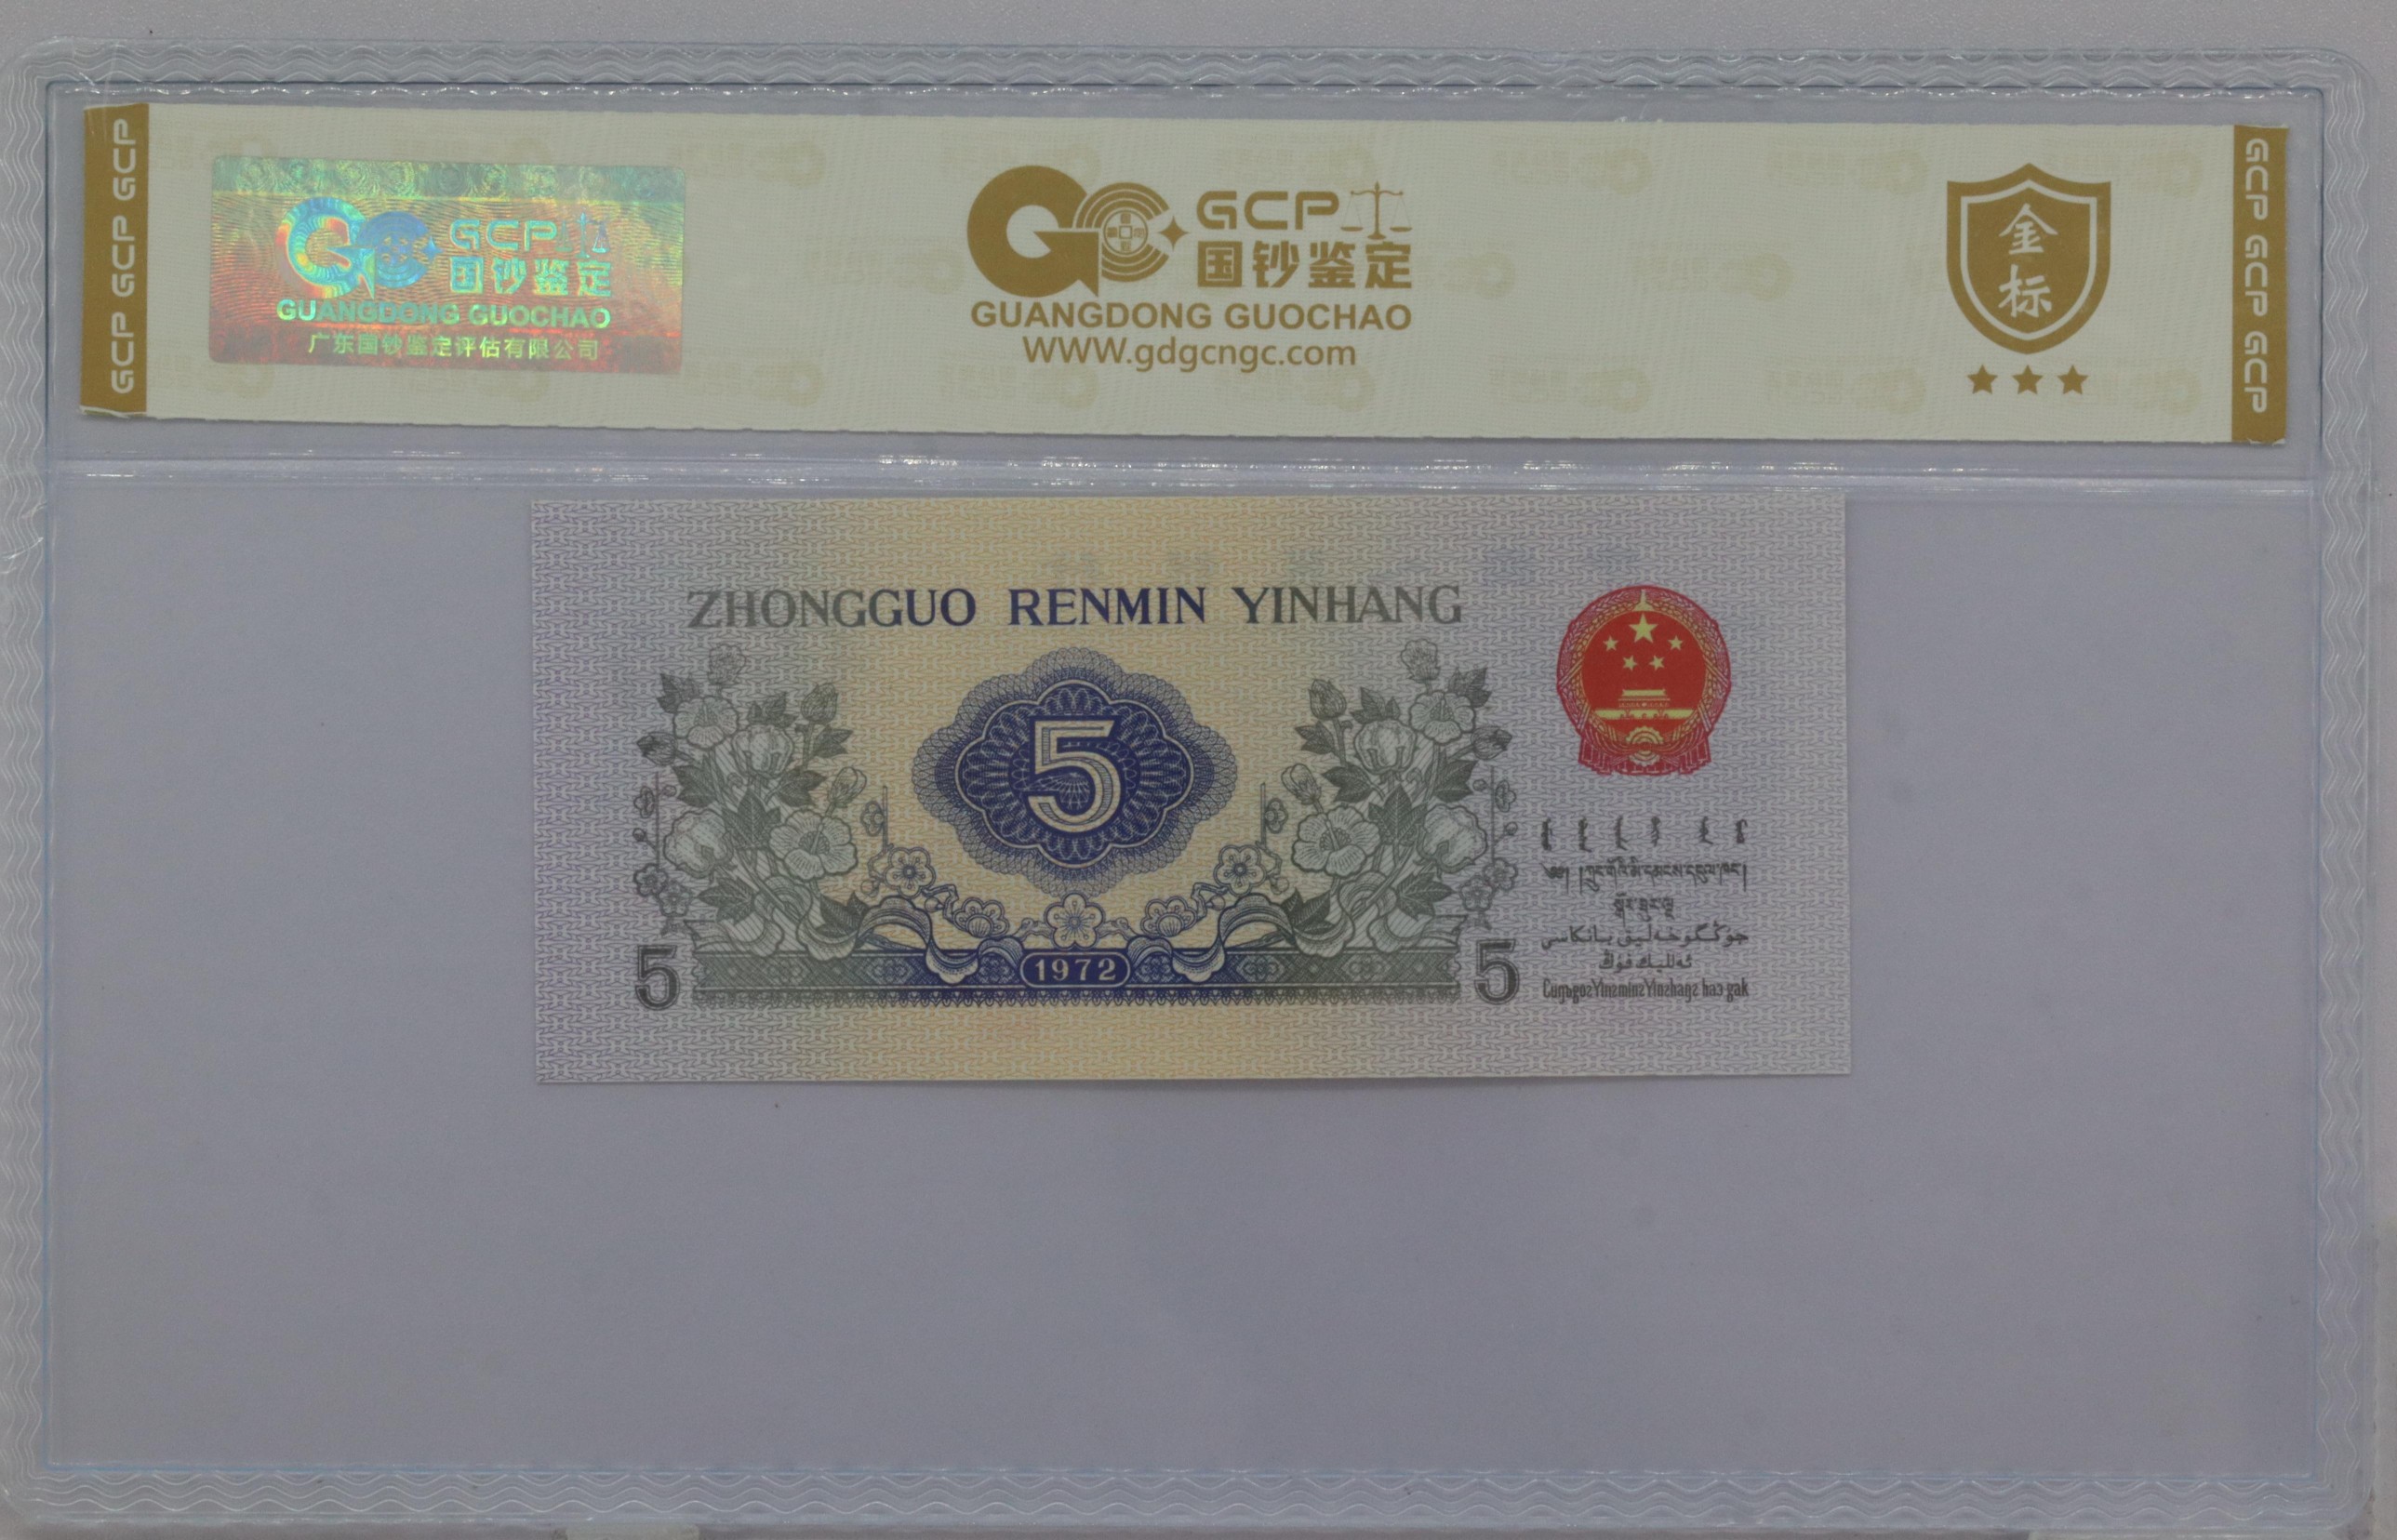 GCP GCP GCP
GCP
国钞鉴定
GUANGDONG GUOCHAO
广东国钞鉴定评估有限公司
GCP
国钞鉴定
GUANGDONG GUOCHAO
WWW.gdgcngc.com
金
标
GCP GCP GCP
ZHONGGUO RENMIN YINHANG
5
5
1972
5
جۇڭگوخەلىق بانكاسى